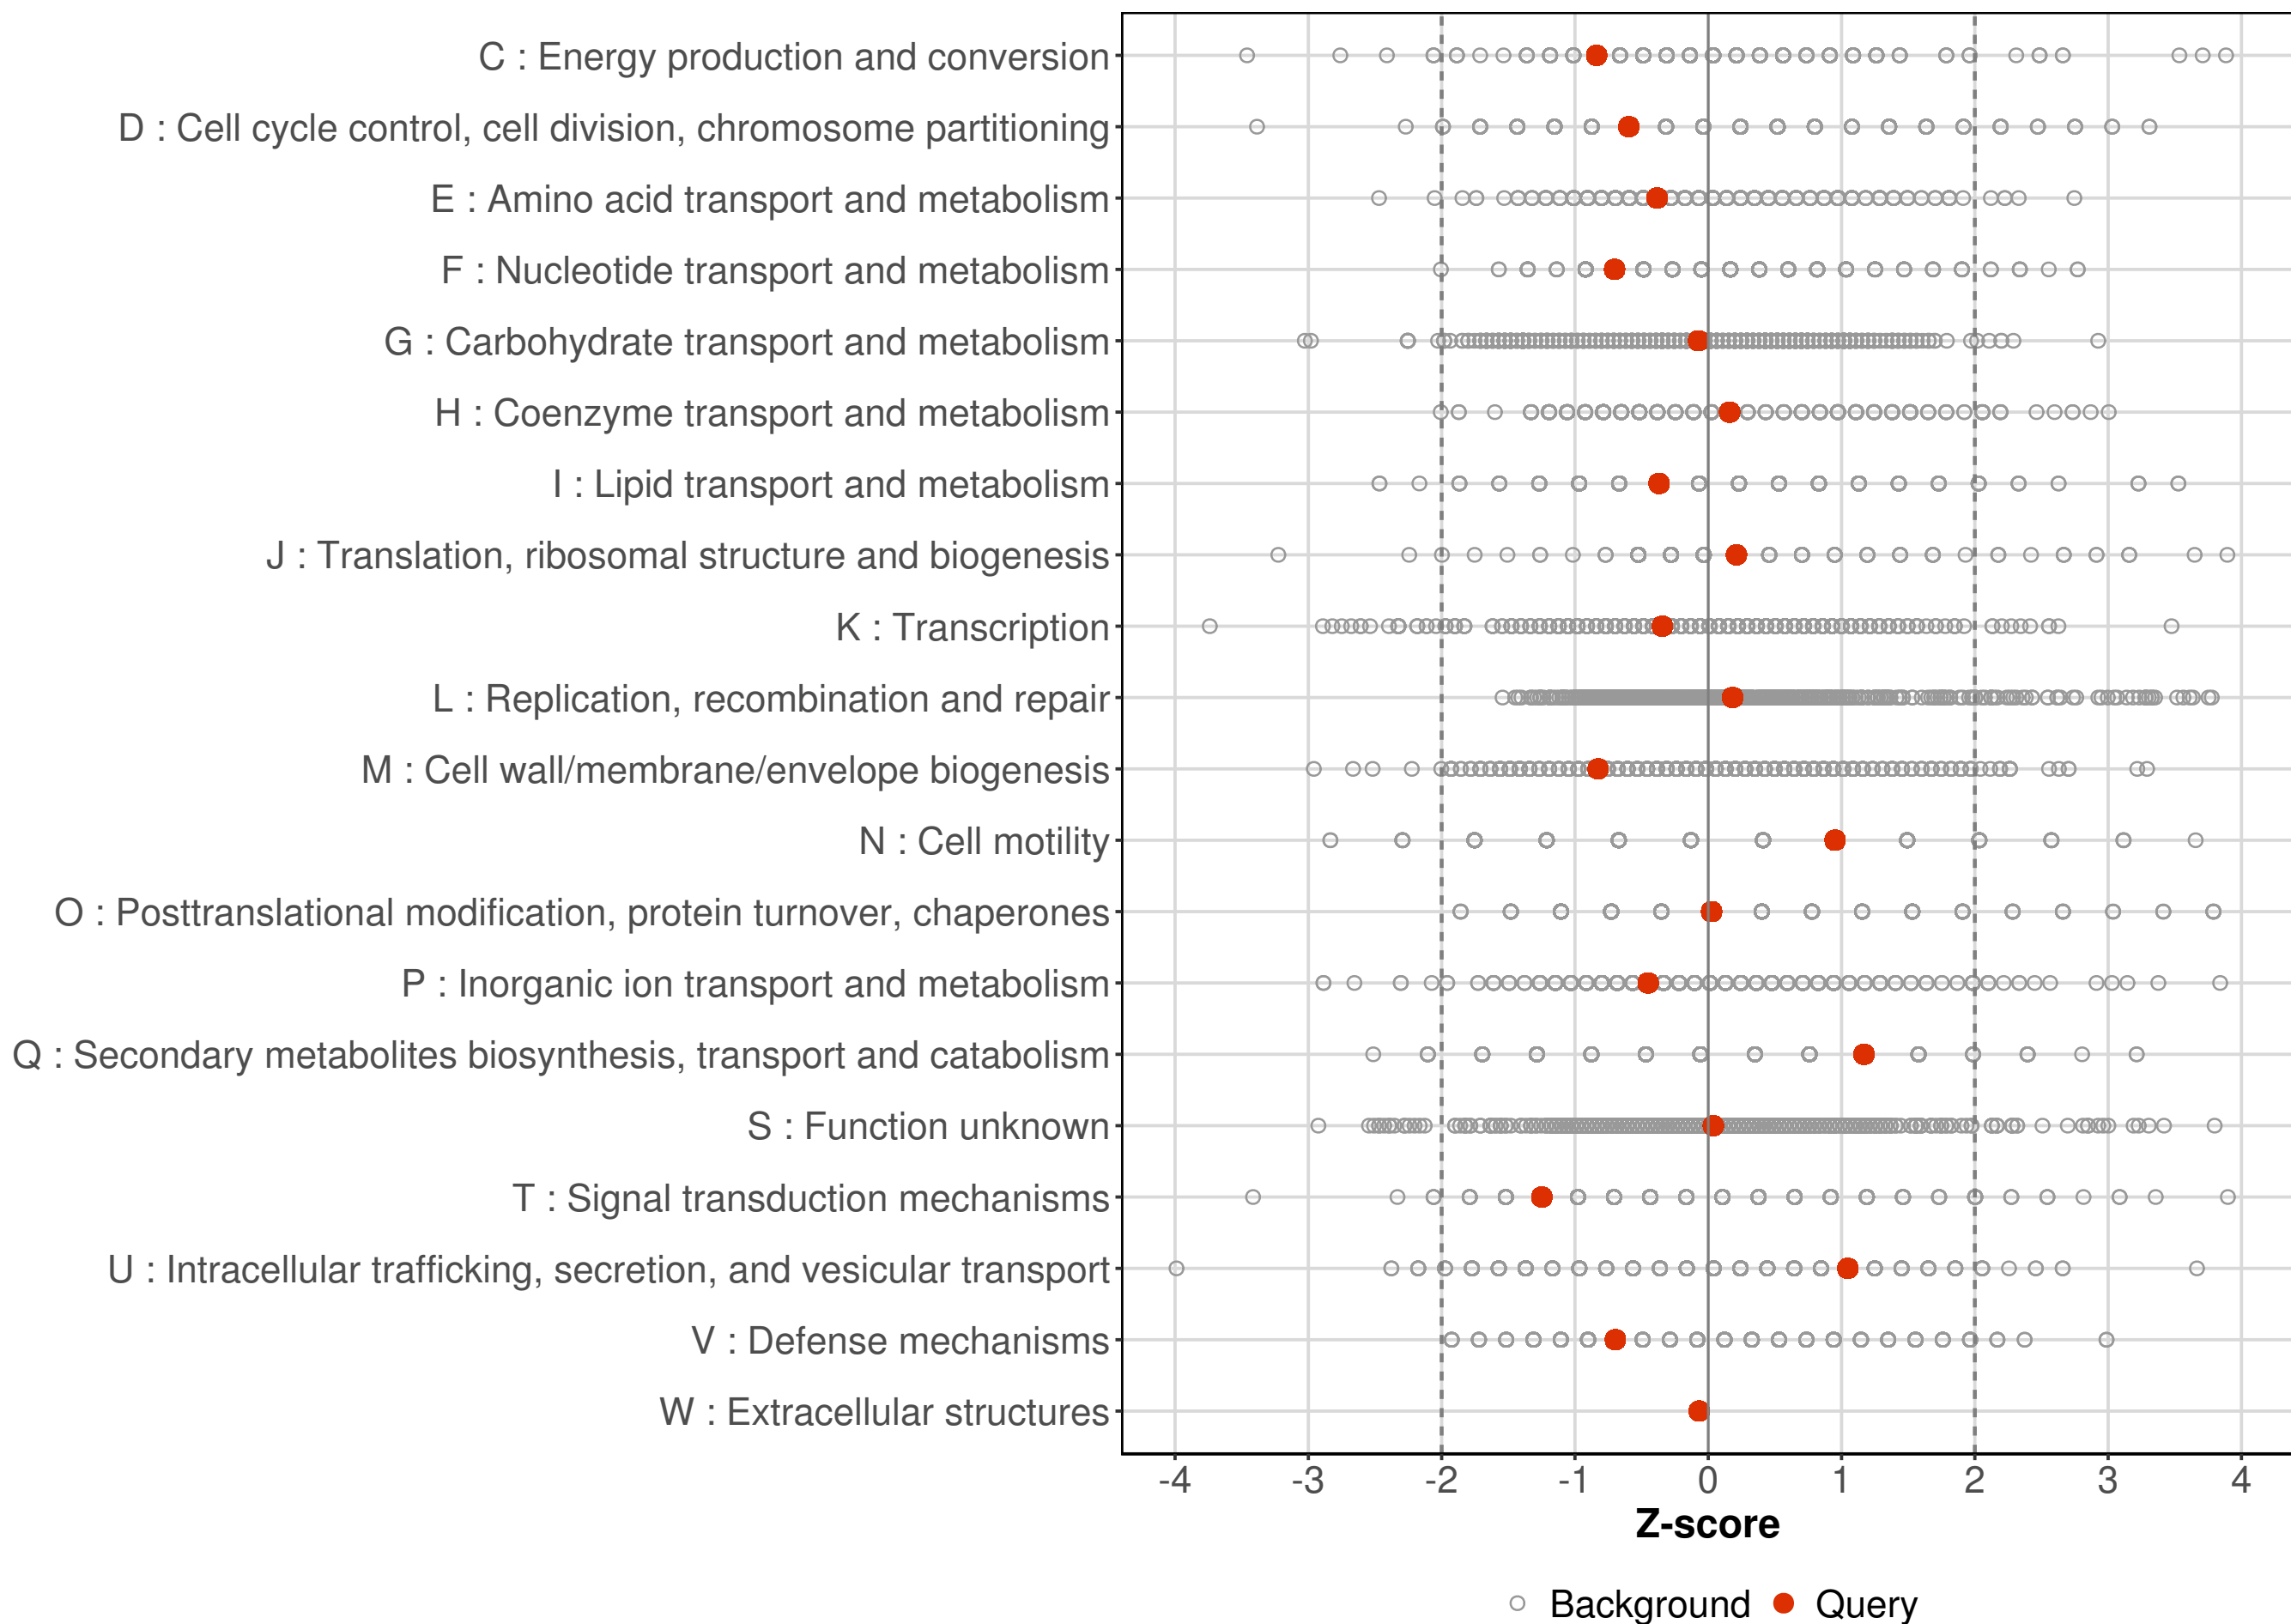 C : Energy production and conversion
D : Cell cycle control, cell division, chromosome partitioning
E : Amino acid transport and metabolism
F : Nucleotide transport and metabolism
G : Carbohydrate transport and metabolism
H : Coenzyme transport and metabolism
I : Lipid transport and metabolism
J : Translation, ribosomal structure and biogenesis
K : Transcription
L : Replication, recombination and repair
M : Cell wall/membrane/envelope biogenesis
N : Cell motility
O : Posttranslational modification, protein turnover, chaperones
P : Inorganic ion transport and metabolism
Q : Secondary metabolites biosynthesis, transport and catabolism
S : Function unknown
T : Signal transduction mechanisms
U : Intracellular trafficking, secretion, and vesicular transport
V : Defense mechanisms
W : Extracellular structures
-4 -3 -2 -1 0 1 2 3 4
Z-score
Background Query